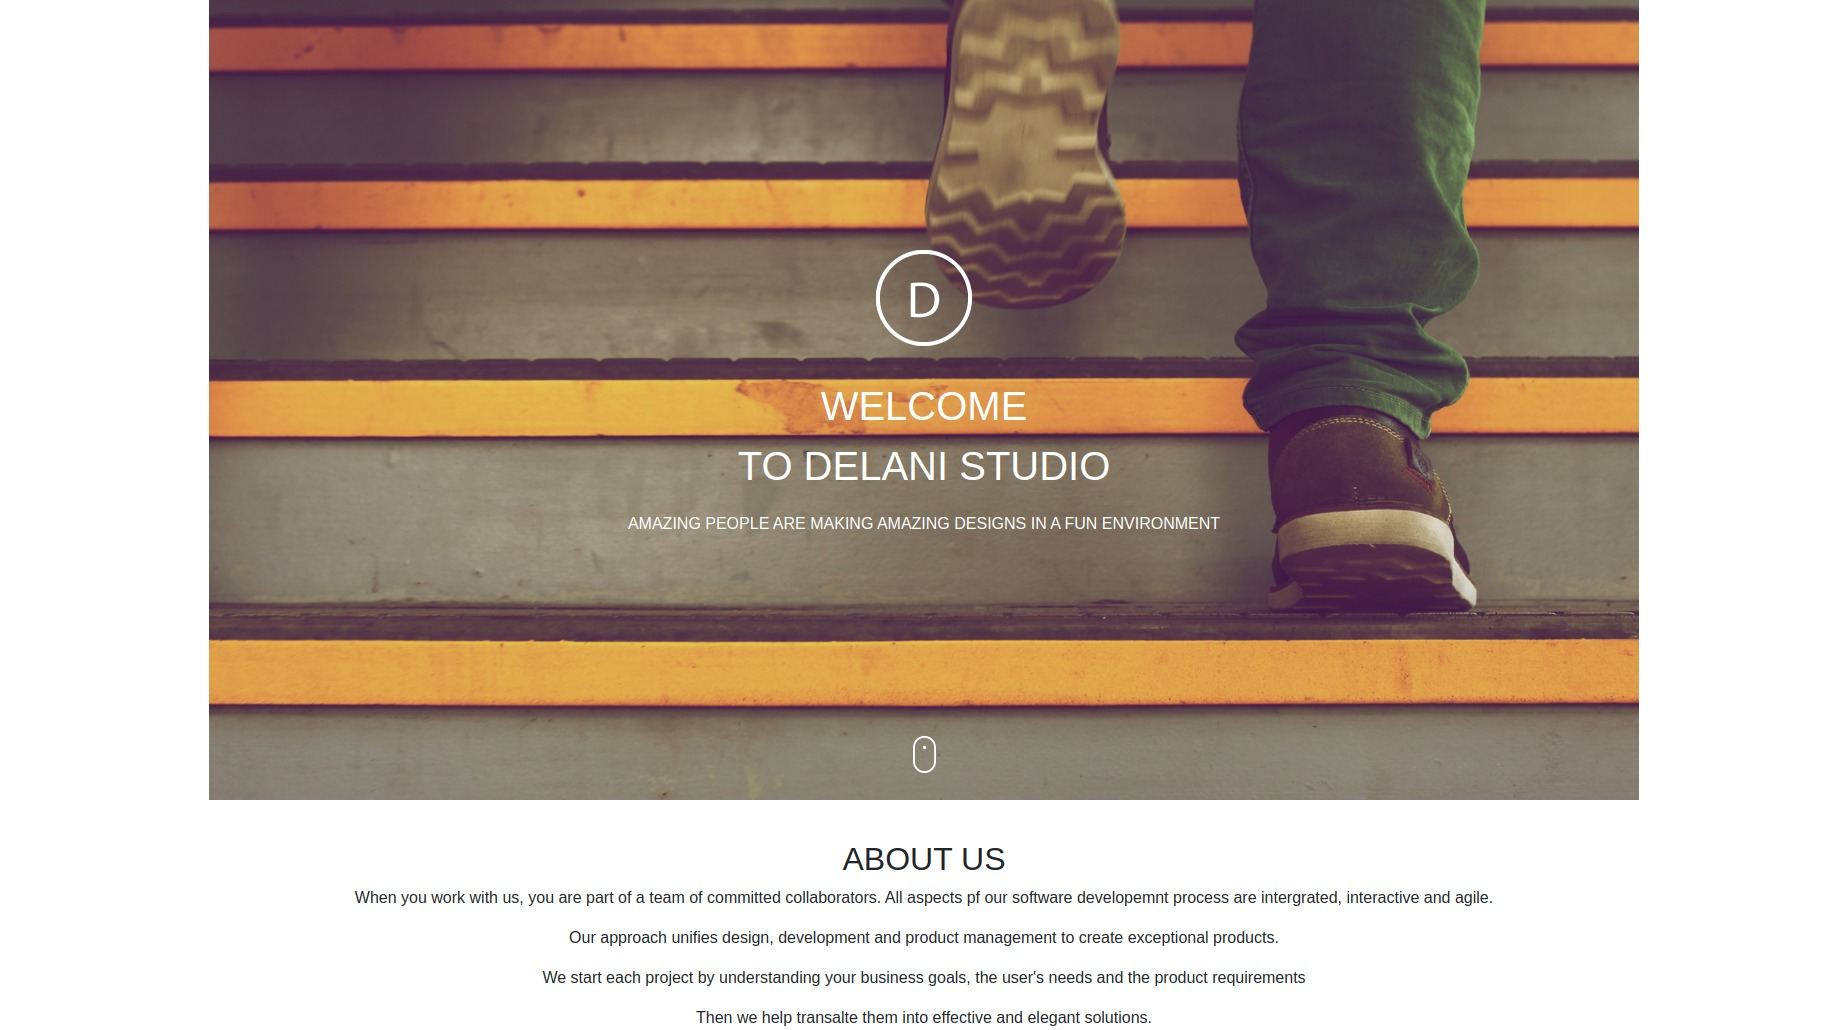 D
WELCOME
TO DELANI STUDIO
AMAZING PEOPLE ARE MAKING AMAZING DESIGNS IN A FUN ENVIRONMENT
ABOUT US
When you work with us, you are part of a team of committed collaborators. All aspects pf our software developemnt process are intergrated, interactive and agile.
Our approach unifies design, development and product management to create exceptional products.
We start each project by understanding your business goals, the user's needs and the product requirements
Then we help transalte them into effective and elegant solutions.